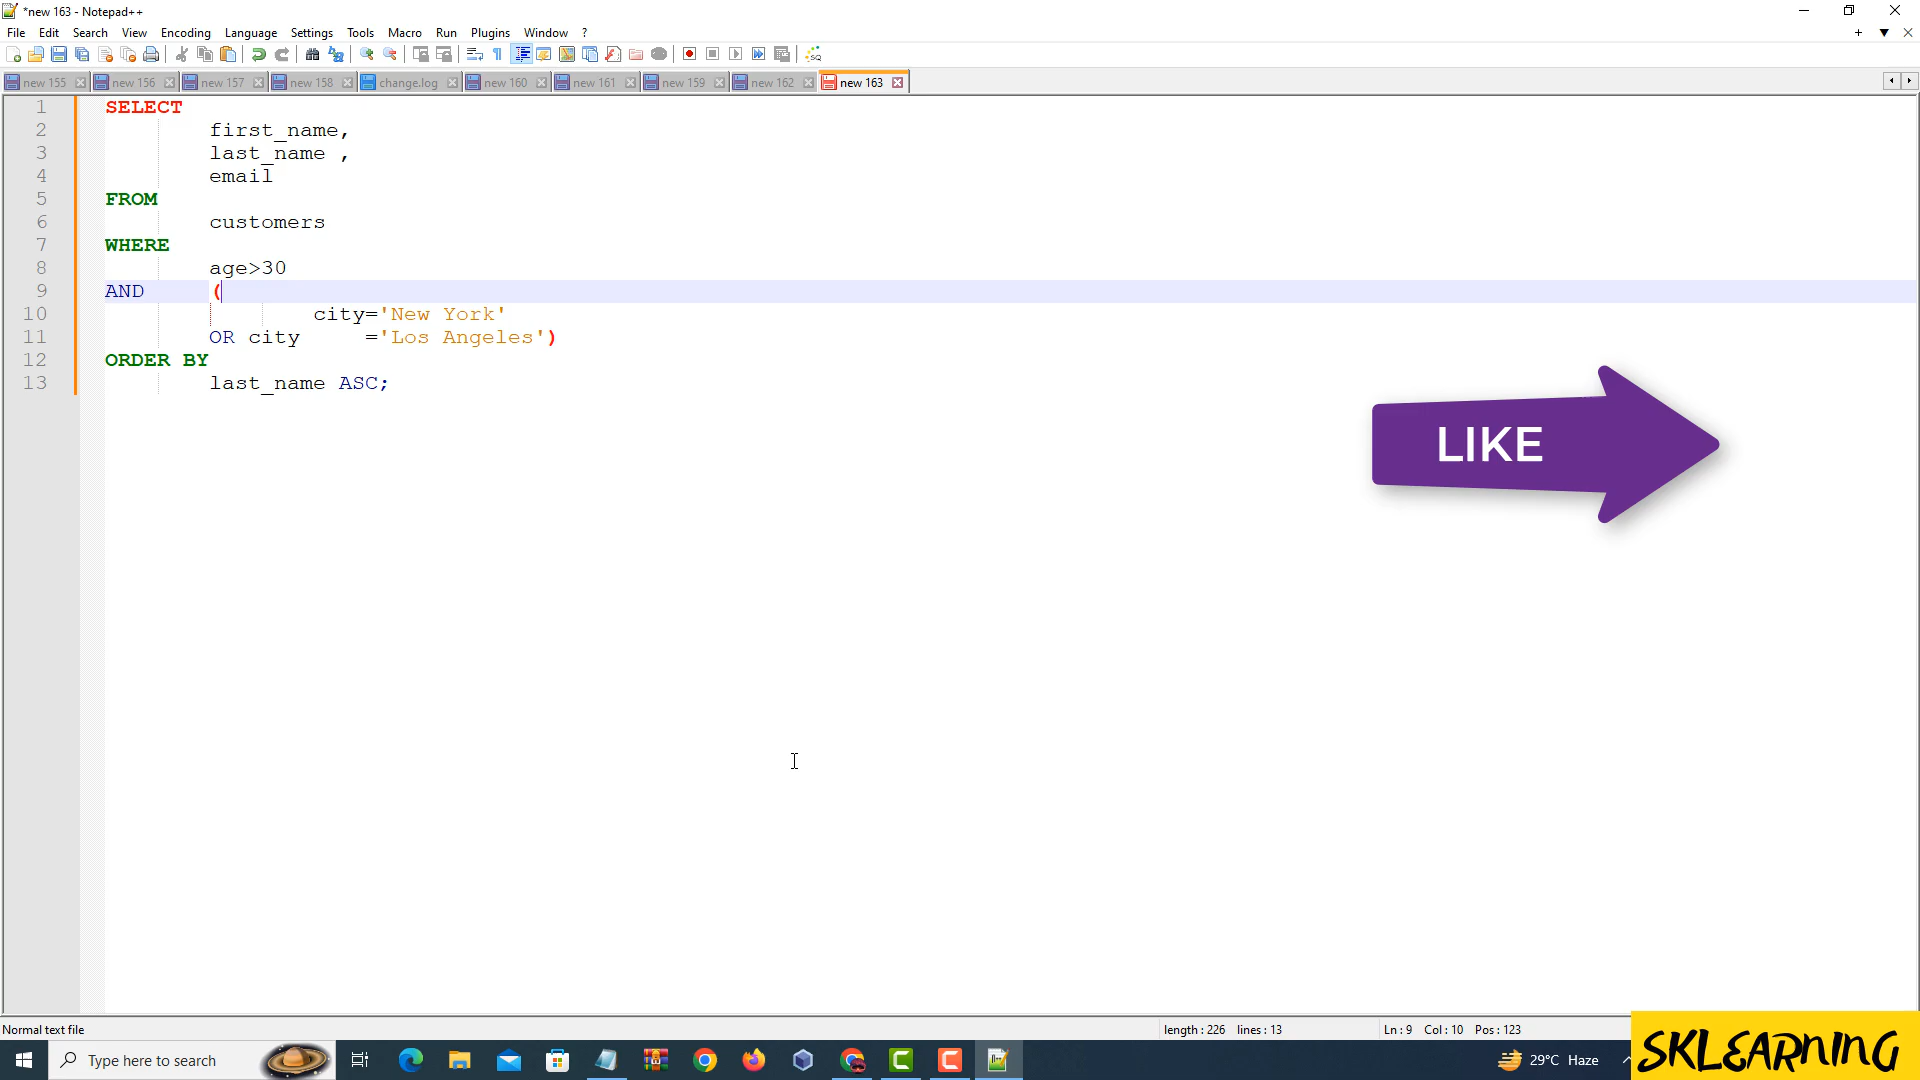 *new 163 - Notepad++
File Edit Search View Encoding Language Settings Tools Macro Run Plugins Window ?
new 155 new 156 new 157 new 158 change.log new 160 new 161 new 159 new 162 new 163
1 SELECT
2 first_name,
3 last_name ,
4 email
5 FROM
6 customers
7 WHERE
8 age>30
9 AND (
10 city='New York'
11 OR city ='Los Angeles')
12 ORDER BY
13 last_name ASC;
LIKE
Normal text file length : 226 lines : 13 Ln : 9 Col : 10 Pos : 123
Type here to search 29°C Haze
SKLEARNING